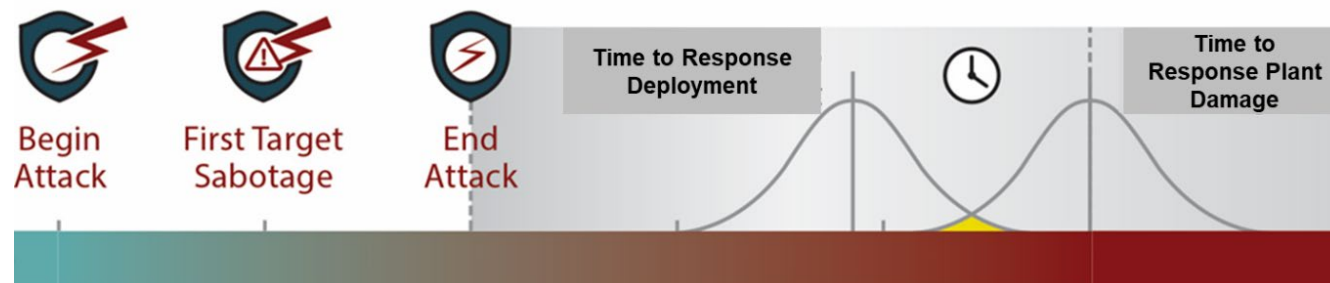 Begin
Attack
First Target
Sabotage
End
Attack
Time to Response
Deployment
Time to
Response Plant
Damage